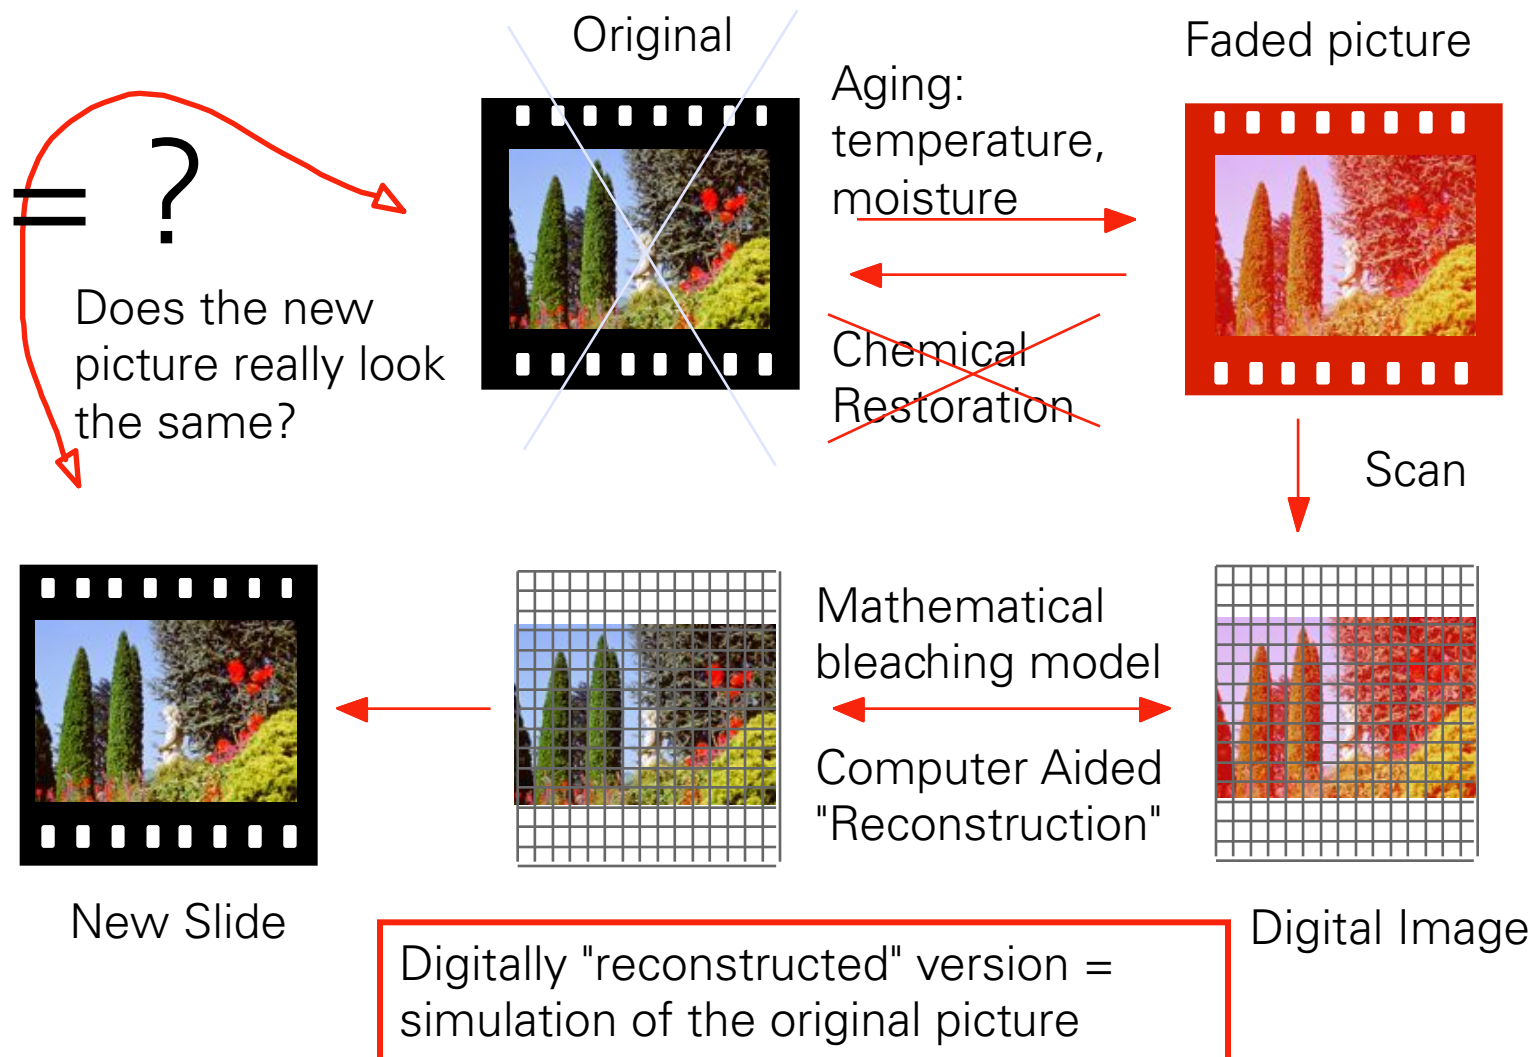 Original
Faded picture
Aging:
temperature,
moisture
= ?
Does the new
picture really look
the same?
Chemical
Restoration
Scan
Mathematical
bleaching model
Computer Aided
"Reconstruction"
New Slide
Digital Image
Digitally "reconstructed" version =
simulation of the original picture